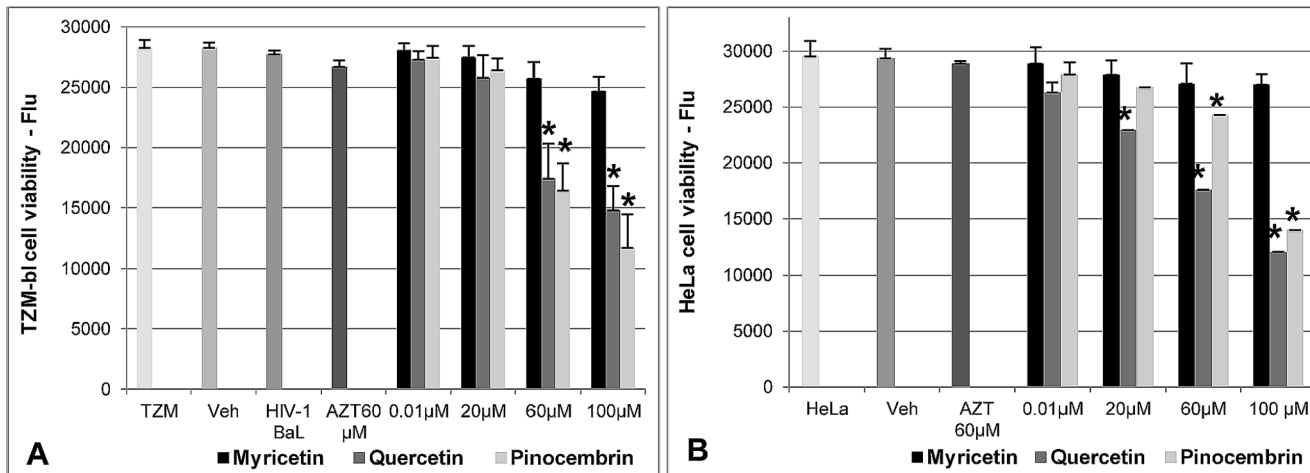 TZM-bl cell viability - Flu
30000
25000
20000
15000
10000
5000
0
* * * *
TZM Veh HIV-1 BaL AZT60 µM 0.01µM 20µM 60µM 100µM
A
Myricetin Quercetin Pinocembrin
HeLa cell viability - Flu
30000
25000
20000
15000
10000
5000
0
* * * * *
HeLa Veh AZT 60µM 0.01µM 20µM 60µM 100 µM
B
Myricetin Quercetin Pinocembrin